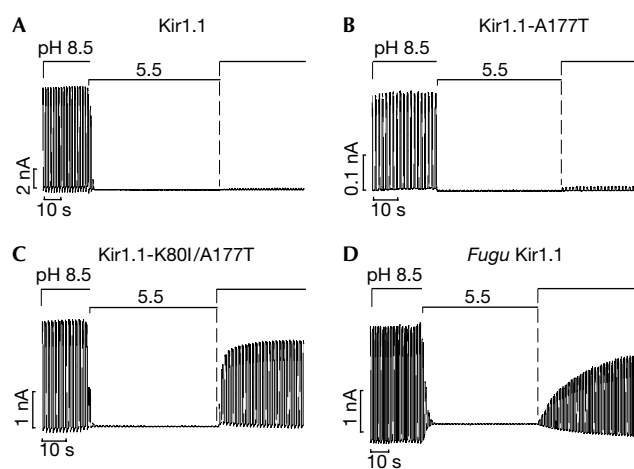 A Kir1.1
pH 8.5
5.5
2 nA
10 s
B Kir1.1-A177T
pH 8.5
5.5
0.1 nA
10 s
C Kir1.1-K80I/A177T
pH 8.5
5.5
1 nA
10 s
D Fugu Kir1.1
pH 8.5
5.5
1 nA
10 s